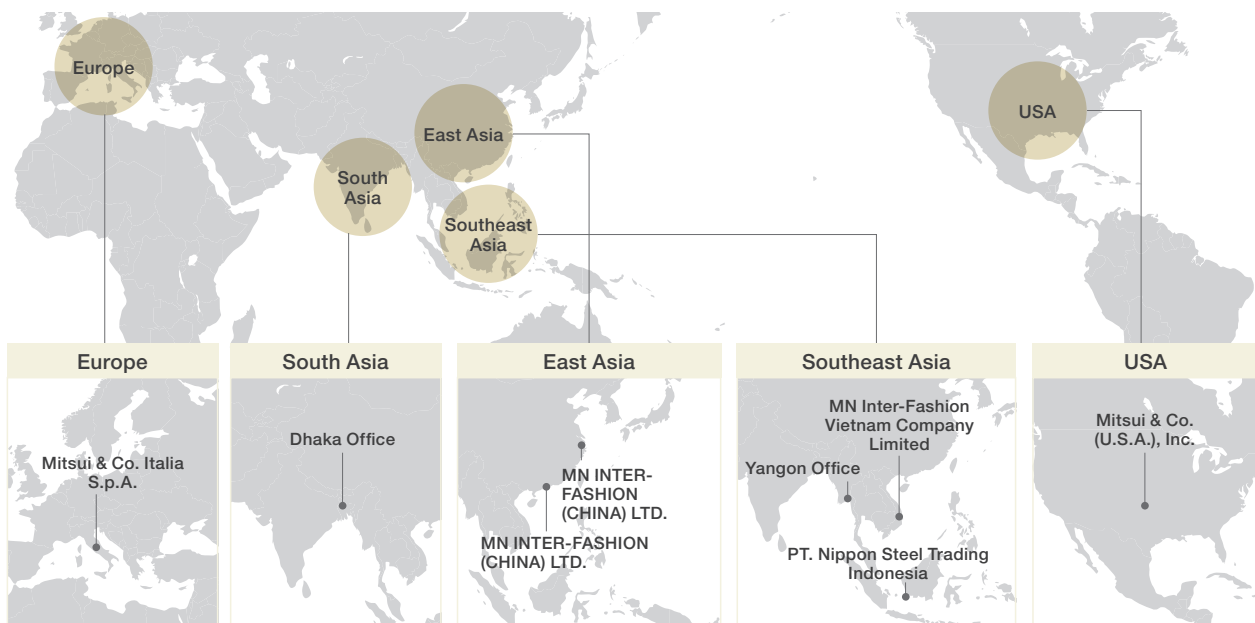 Europe
East Asia
South
Asia
Southeast
Asia
USA
Europe
Mitsui & Co. Italia
S.p.A.
South Asia
Dhaka Office
East Asia
MN INTER-
FASHION
(CHINA) LTD.
MN INTER-FASHION
(CHINA) LTD.
Southeast Asia
MN Inter-Fashion
Vietnam Company
Limited
Yangon Office
PT. Nippon Steel Trading
Indonesia
USA
Mitsui & Co.
(U.S.A.), Inc.